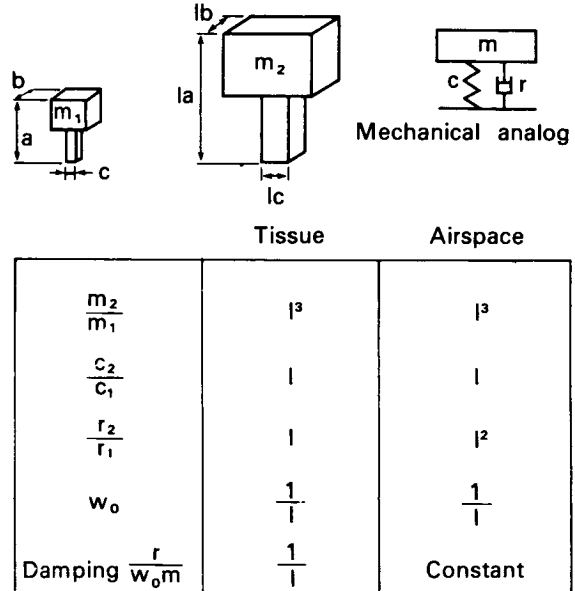 lb
b
m₂
la
m
c
r
a
m₁
c
lc
Mechanical analog
Tissue Airspace
m₂/m₁ l³ l³
c₂/c₁ l l
r₂/r₁ l l²
w₀ 1/l 1/l
Damping r/w₀m 1/l Constant